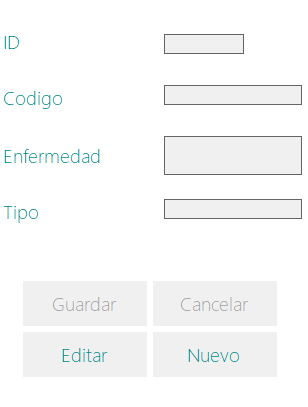 ID
Codigo
Enfermedad
Tipo
Guardar
Cancelar
Editar
Nuevo